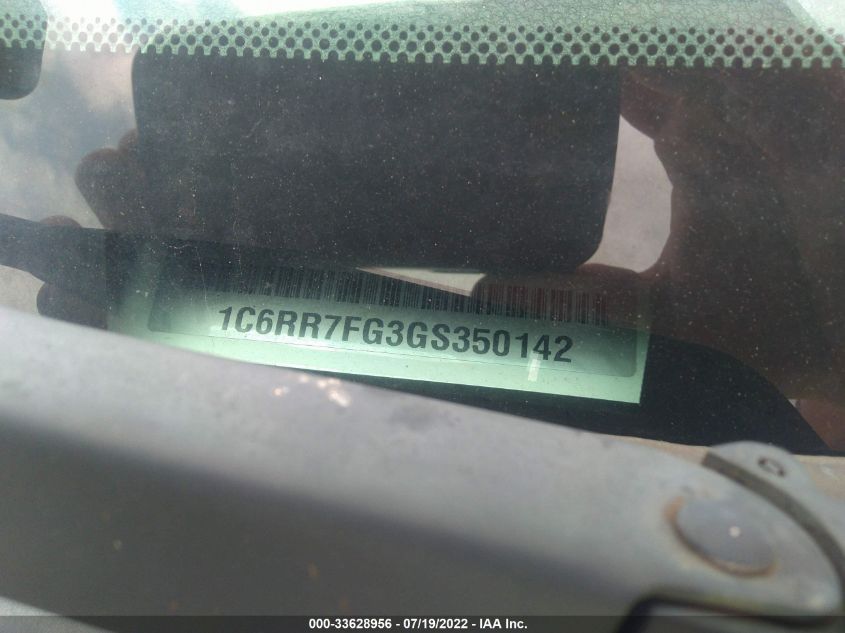 1C6RR7FG3GS350142
000-33628956 - 07/19/2022 - IAA Inc.